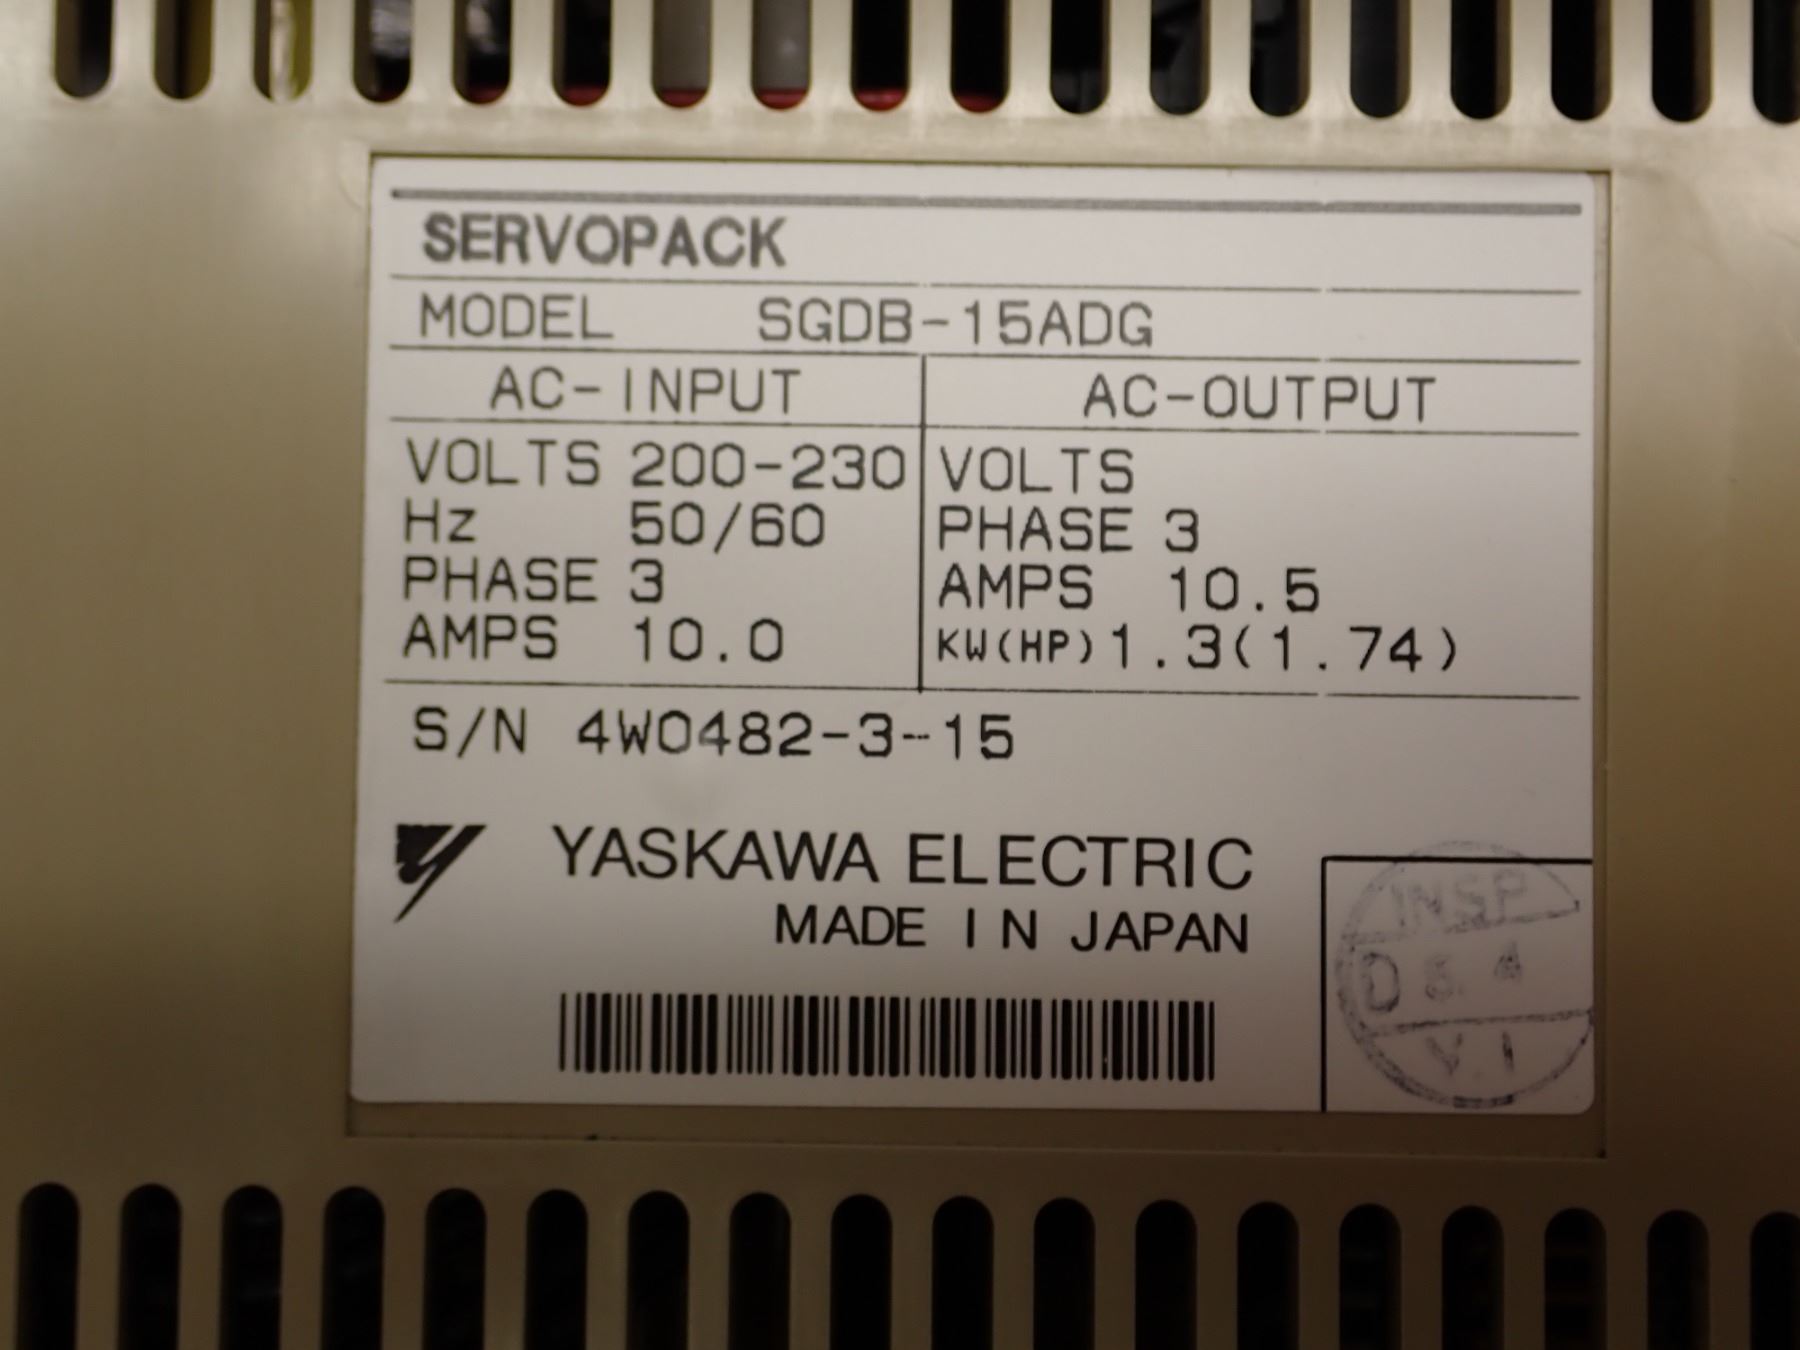 SERVOPACK
MODEL SGDB-15ADG
AC-INPUT AC-OUTPUT
VOLTS 200-230 VOLTS
Hz 50/60 PHASE 3
PHASE 3 AMPS 10.5
AMPS 10.0 KW(HP) 1.3(1.74)
S/N 4W0482-3-15
YASKAWA ELECTRIC
MADE IN JAPAN
INSP
D
V.1